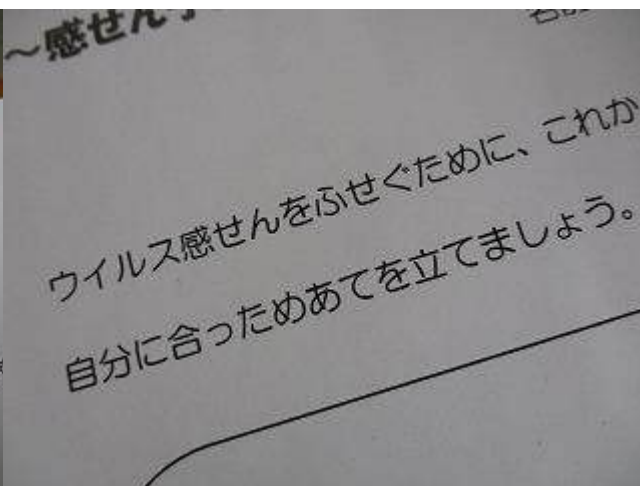 ～感せん
ウイルス感せんをふせぐために、これか
自分に合っためあてを立てましょう。